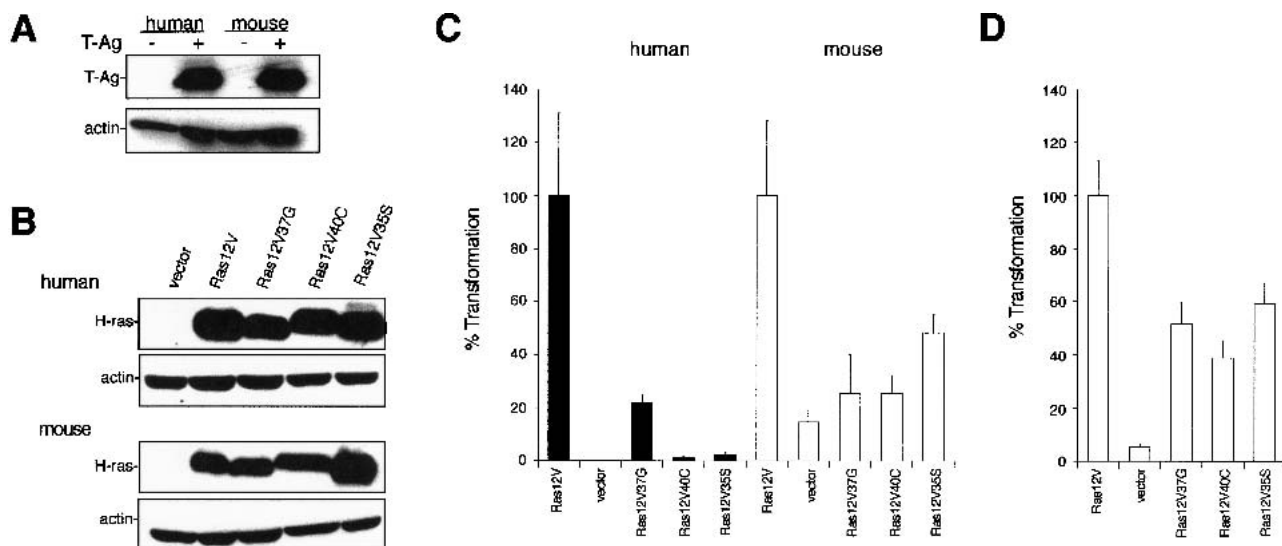 A
human mouse
T-Ag - + - +
T-Ag-
actin-
B
vector Ras12V Ras12V37G Ras12V40C Ras12V35S
human
H-ras-
actin-
mouse
H-ras-
actin-
C
human mouse
% Transformation
140
120
100
80
60
40
20
0
Ras12V vector Ras12V37G Ras12V40C Ras12V35S Ras12V vector Ras12V37G Ras12V40C Ras12V35S
D
% Transformation
140
120
100
80
60
40
20
0
Ras12V vector Ras12V37G Ras12V40C Ras12V35S